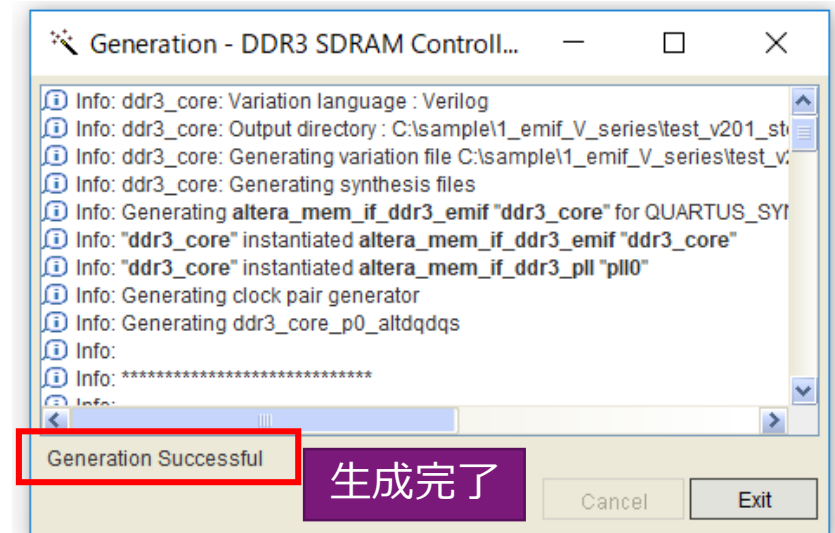 Generation - DDR3 SDRAM Controll...
Info: ddr3_core: Variation language : Verilog
Info: ddr3_core: Output directory : C:\sample\1_emif_V_series\test_v201_st
Info: ddr3_core: Generating variation file C:\sample\1_emif_V_series\test_v
Info: ddr3_core: Generating synthesis files
Info: Generating altera_mem_if_ddr3_emif "ddr3_core" for QUARTUS_SY
Info: "ddr3_core" instantiated altera_mem_if_ddr3_emif "ddr3_core"
Info: "ddr3_core" instantiated altera_mem_if_ddr3_pll "pll0"
Info: Generating clock pair generator
Info: Generating ddr3_core_p0_altdqdqs
Info:
Info: *****************************
Info:
Generation Successful
生成完了
Cancel
Exit